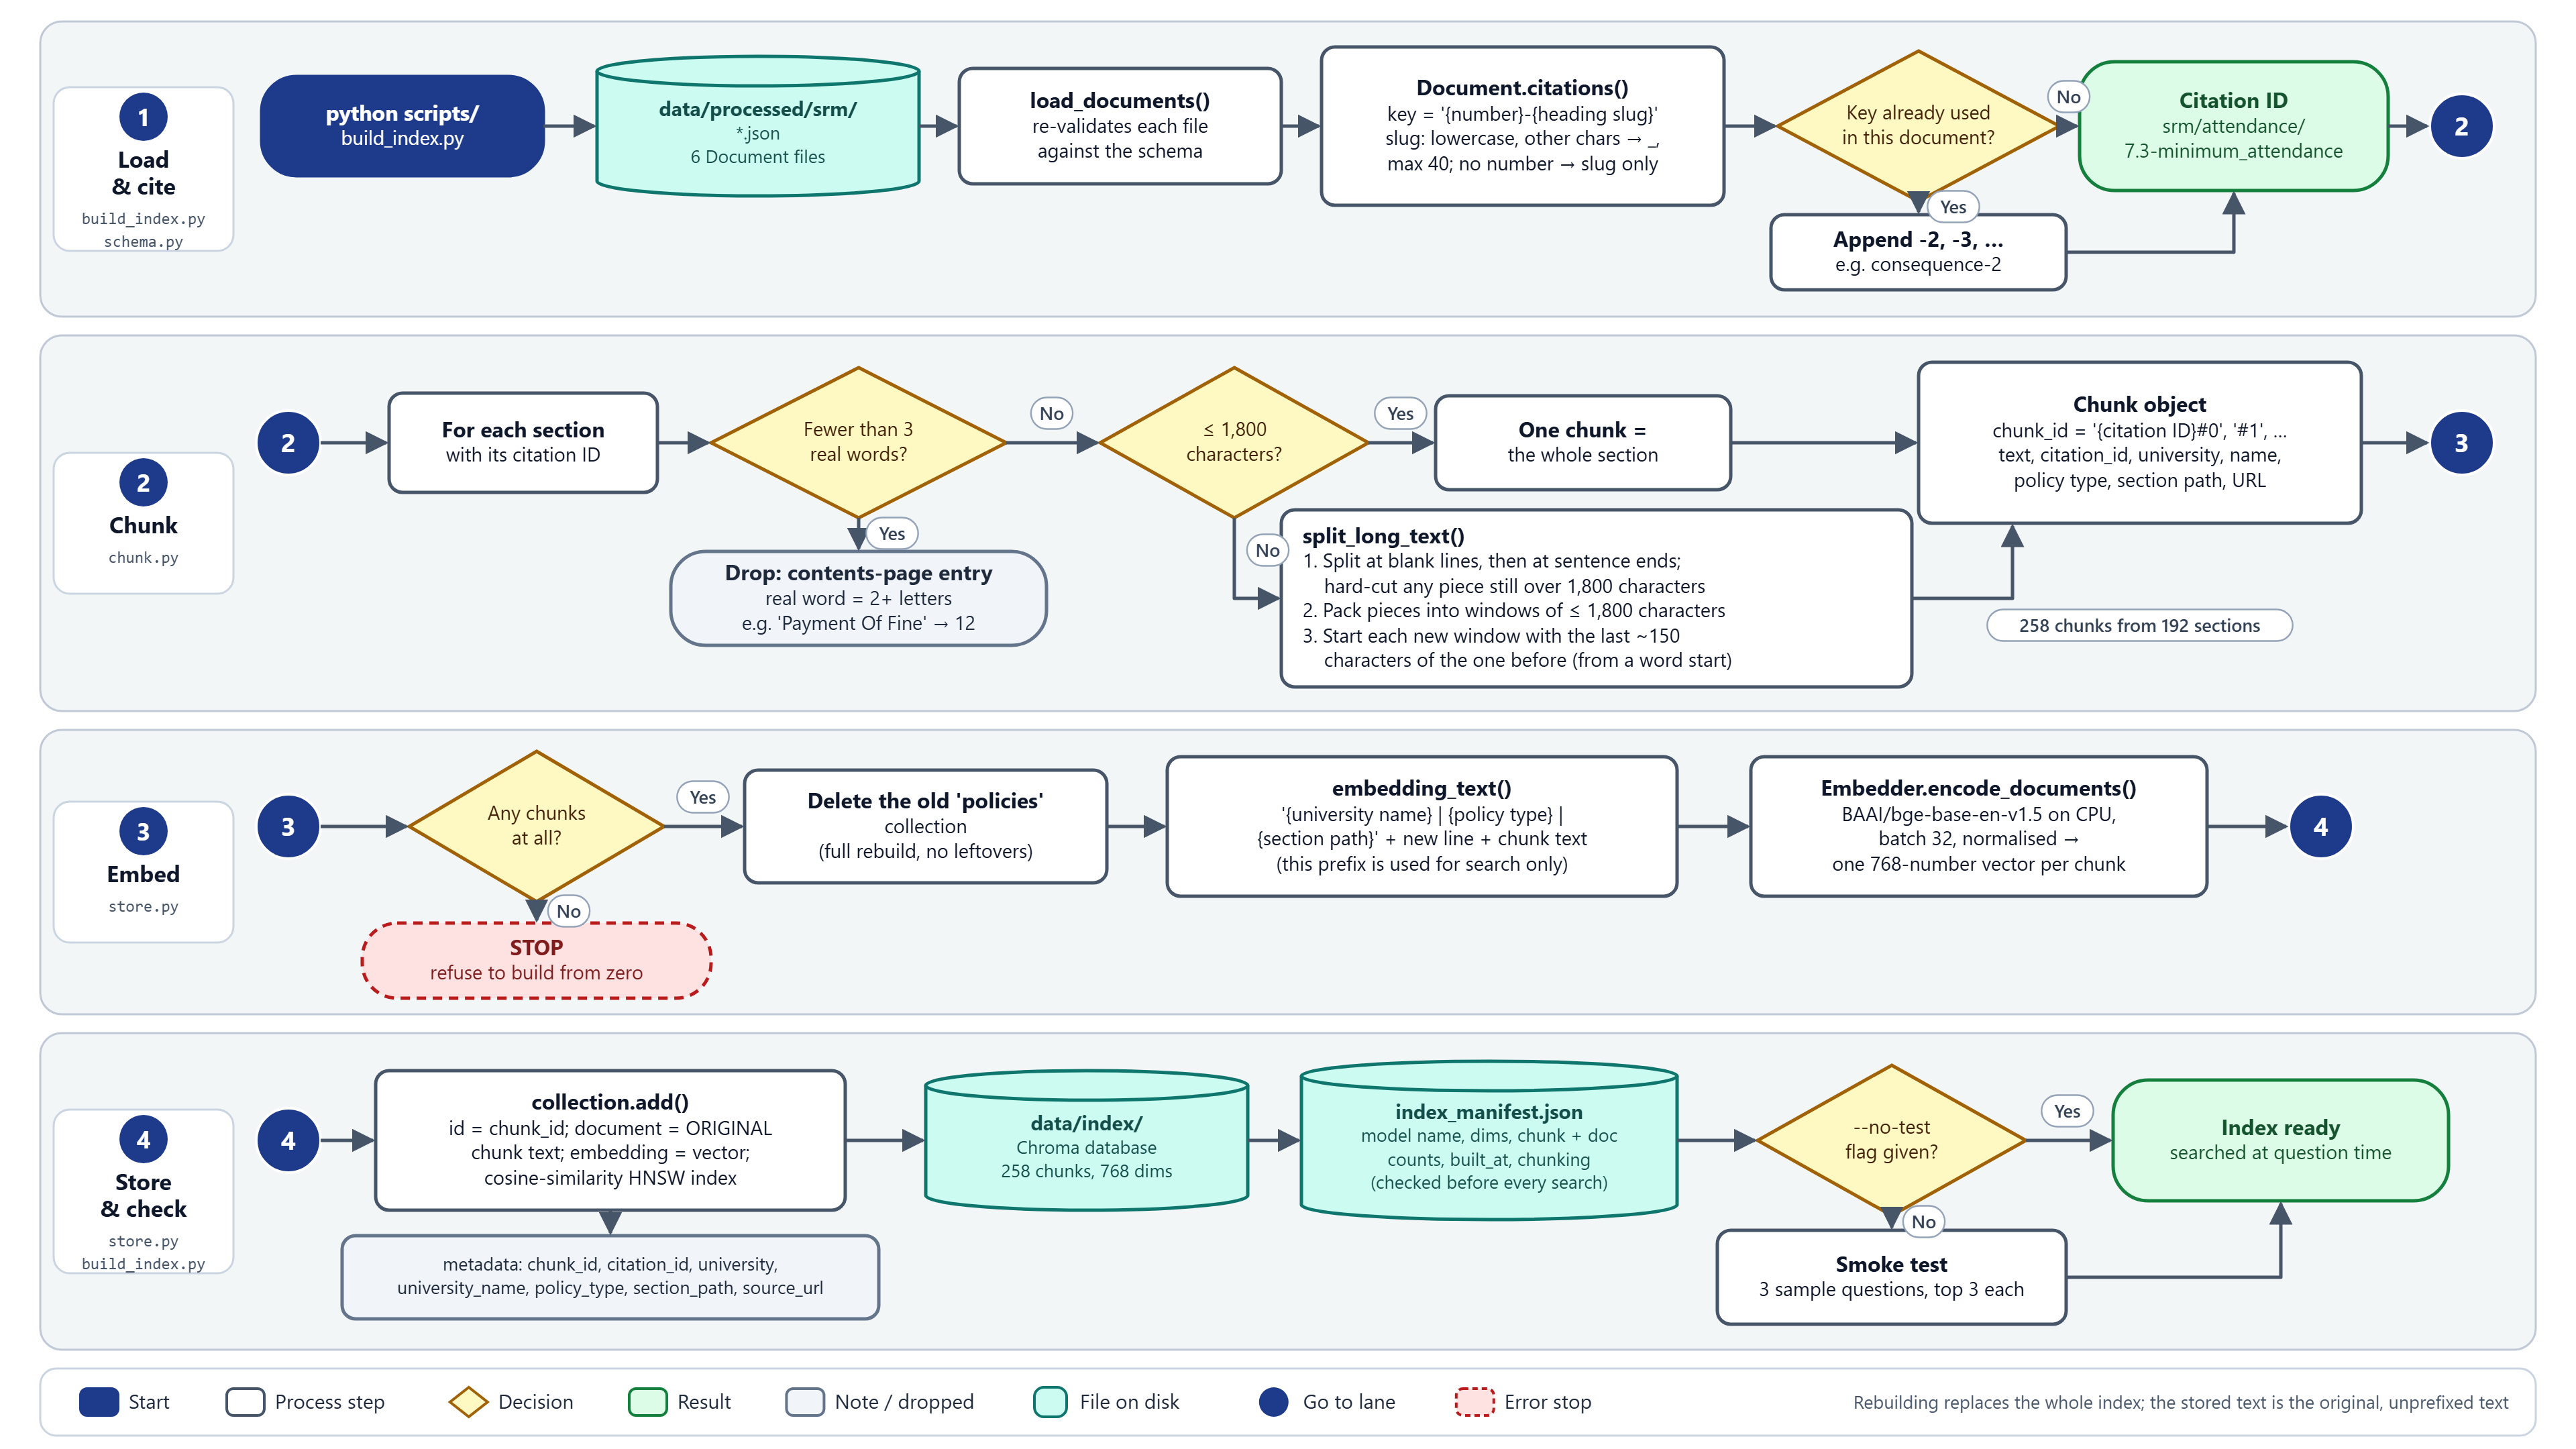 1
Load
& cite
build_index.py
schema.py
python scripts/
build_index.py
data/processed/srm/
*.json
6 Document files
load_documents()
re-validates each file
against the schema
Document.citations()
key = '{number}-{heading slug}'
slug: lowercase, other chars → _,
max 40; no number → slug only
Key already used
in this document?
No
Yes
Append -2, -3, ...
e.g. consequence-2
Citation ID
srm/attendance/
7.3-minimum_attendance
2
2
Chunk
chunk.py
2
For each section
with its citation ID
Fewer than 3
real words?
No
Yes
Drop: contents-page entry
real word = 2+ letters
e.g. 'Payment Of Fine' → 12
≤ 1,800
characters?
Yes
No
One chunk =
the whole section
split_long_text()
1. Split at blank lines, then at sentence ends;
hard-cut any piece still over 1,800 characters
2. Pack pieces into windows of ≤ 1,800 characters
3. Start each new window with the last ~150
characters of the one before (from a word start)
Chunk object
chunk_id = '{citation ID}#0', '#1', ...
text, citation_id, university, name,
policy type, section path, URL
258 chunks from 192 sections
3
3
Embed
store.py
3
Any chunks
at all?
Yes
No
STOP
refuse to build from zero
Delete the old 'policies'
collection
(full rebuild, no leftovers)
embedding_text()
'{university name} | {policy type} |
{section path}' + new line + chunk text
(this prefix is used for search only)
Embedder.encode_documents()
BAAI/bge-base-en-v1.5 on CPU,
batch 32, normalised →
one 768-number vector per chunk
4
4
Store
& check
store.py
build_index.py
4
collection.add()
id = chunk_id; document = ORIGINAL
chunk text; embedding = vector;
cosine-similarity HNSW index
metadata: chunk_id, citation_id, university,
university_name, policy_type, section_path, source_url
data/index/
Chroma database
258 chunks, 768 dims
index_manifest.json
model name, dims, chunk + doc
counts, built_at, chunking
(checked before every search)
--no-test
flag given?
Yes
No
Smoke test
3 sample questions, top 3 each
Index ready
searched at question time
Start
Process step
Decision
Result
Note / dropped
File on disk
Go to lane
Error stop
Rebuilding replaces the whole index; the stored text is the original, unprefixed text